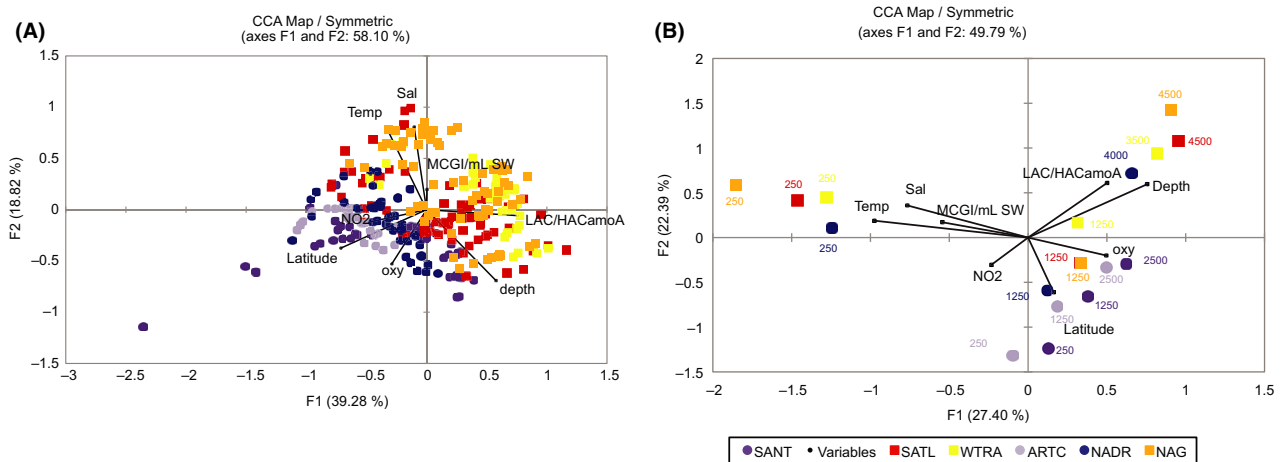 (A)
CCA Map / Symmetric
(axes F1 and F2: 58.10 %)
F2 (18.82 %)
1.5
1
0.5
0
–0.5
–1
–1.5
Sal
Temp
MCGI/mL SW
NO2
LAC/HACamoA
Latitude
oxy
depth
–3
–2.5
–2
–1.5
–1
–0.5
0
0.5
1
1.5
F1 (39.28 %)
(B)
CCA Map / Symmetric
(axes F1 and F2: 49.79 %)
F2 (22.39 %)
2
1.5
1
0.5
0
–0.5
–1
–1.5
4500
3500
4500
4000
LAC/HACamoA
Depth
250
250
250
Sal
Temp
MCGI/mL SW
1250
250
NO2
oxy
1250
2500
2500
1250
1250
1250
1250
Latitude
250
250
–2
–1.5
–1
–0.5
0
0.5
1
1.5
F1 (27.40 %)
SANT
Variables
SATL
WTRA
ARTC
NADR
NAG